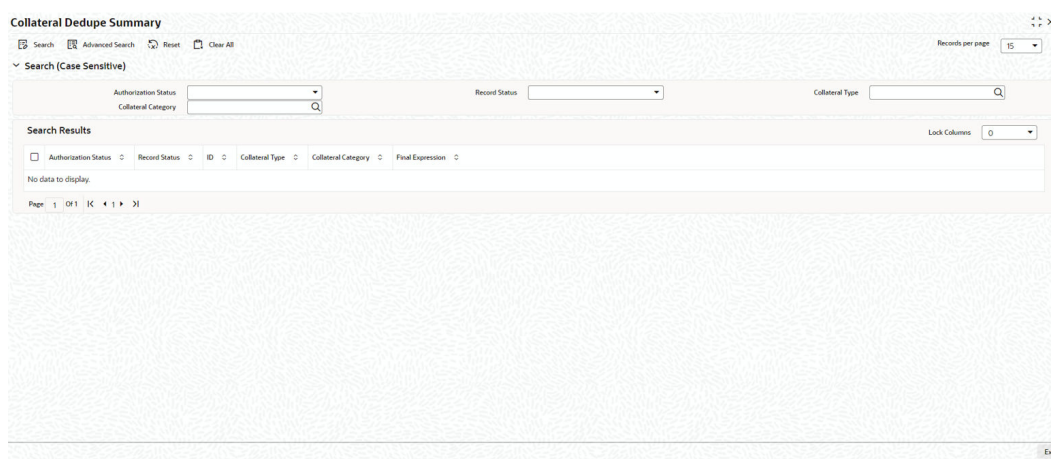 Collateral Dedupe Summary
Search Advanced Search Reset Clear All Records per page 15
Search (Case Sensitive)
Authorization Status Record Status Collateral Type
Collateral Category
Search Results Lock Columns 0
Authorization Status Record Status ID Collateral Type Collateral Category Final Expression
No data to display.
Page 1 Of 1 1
Ex